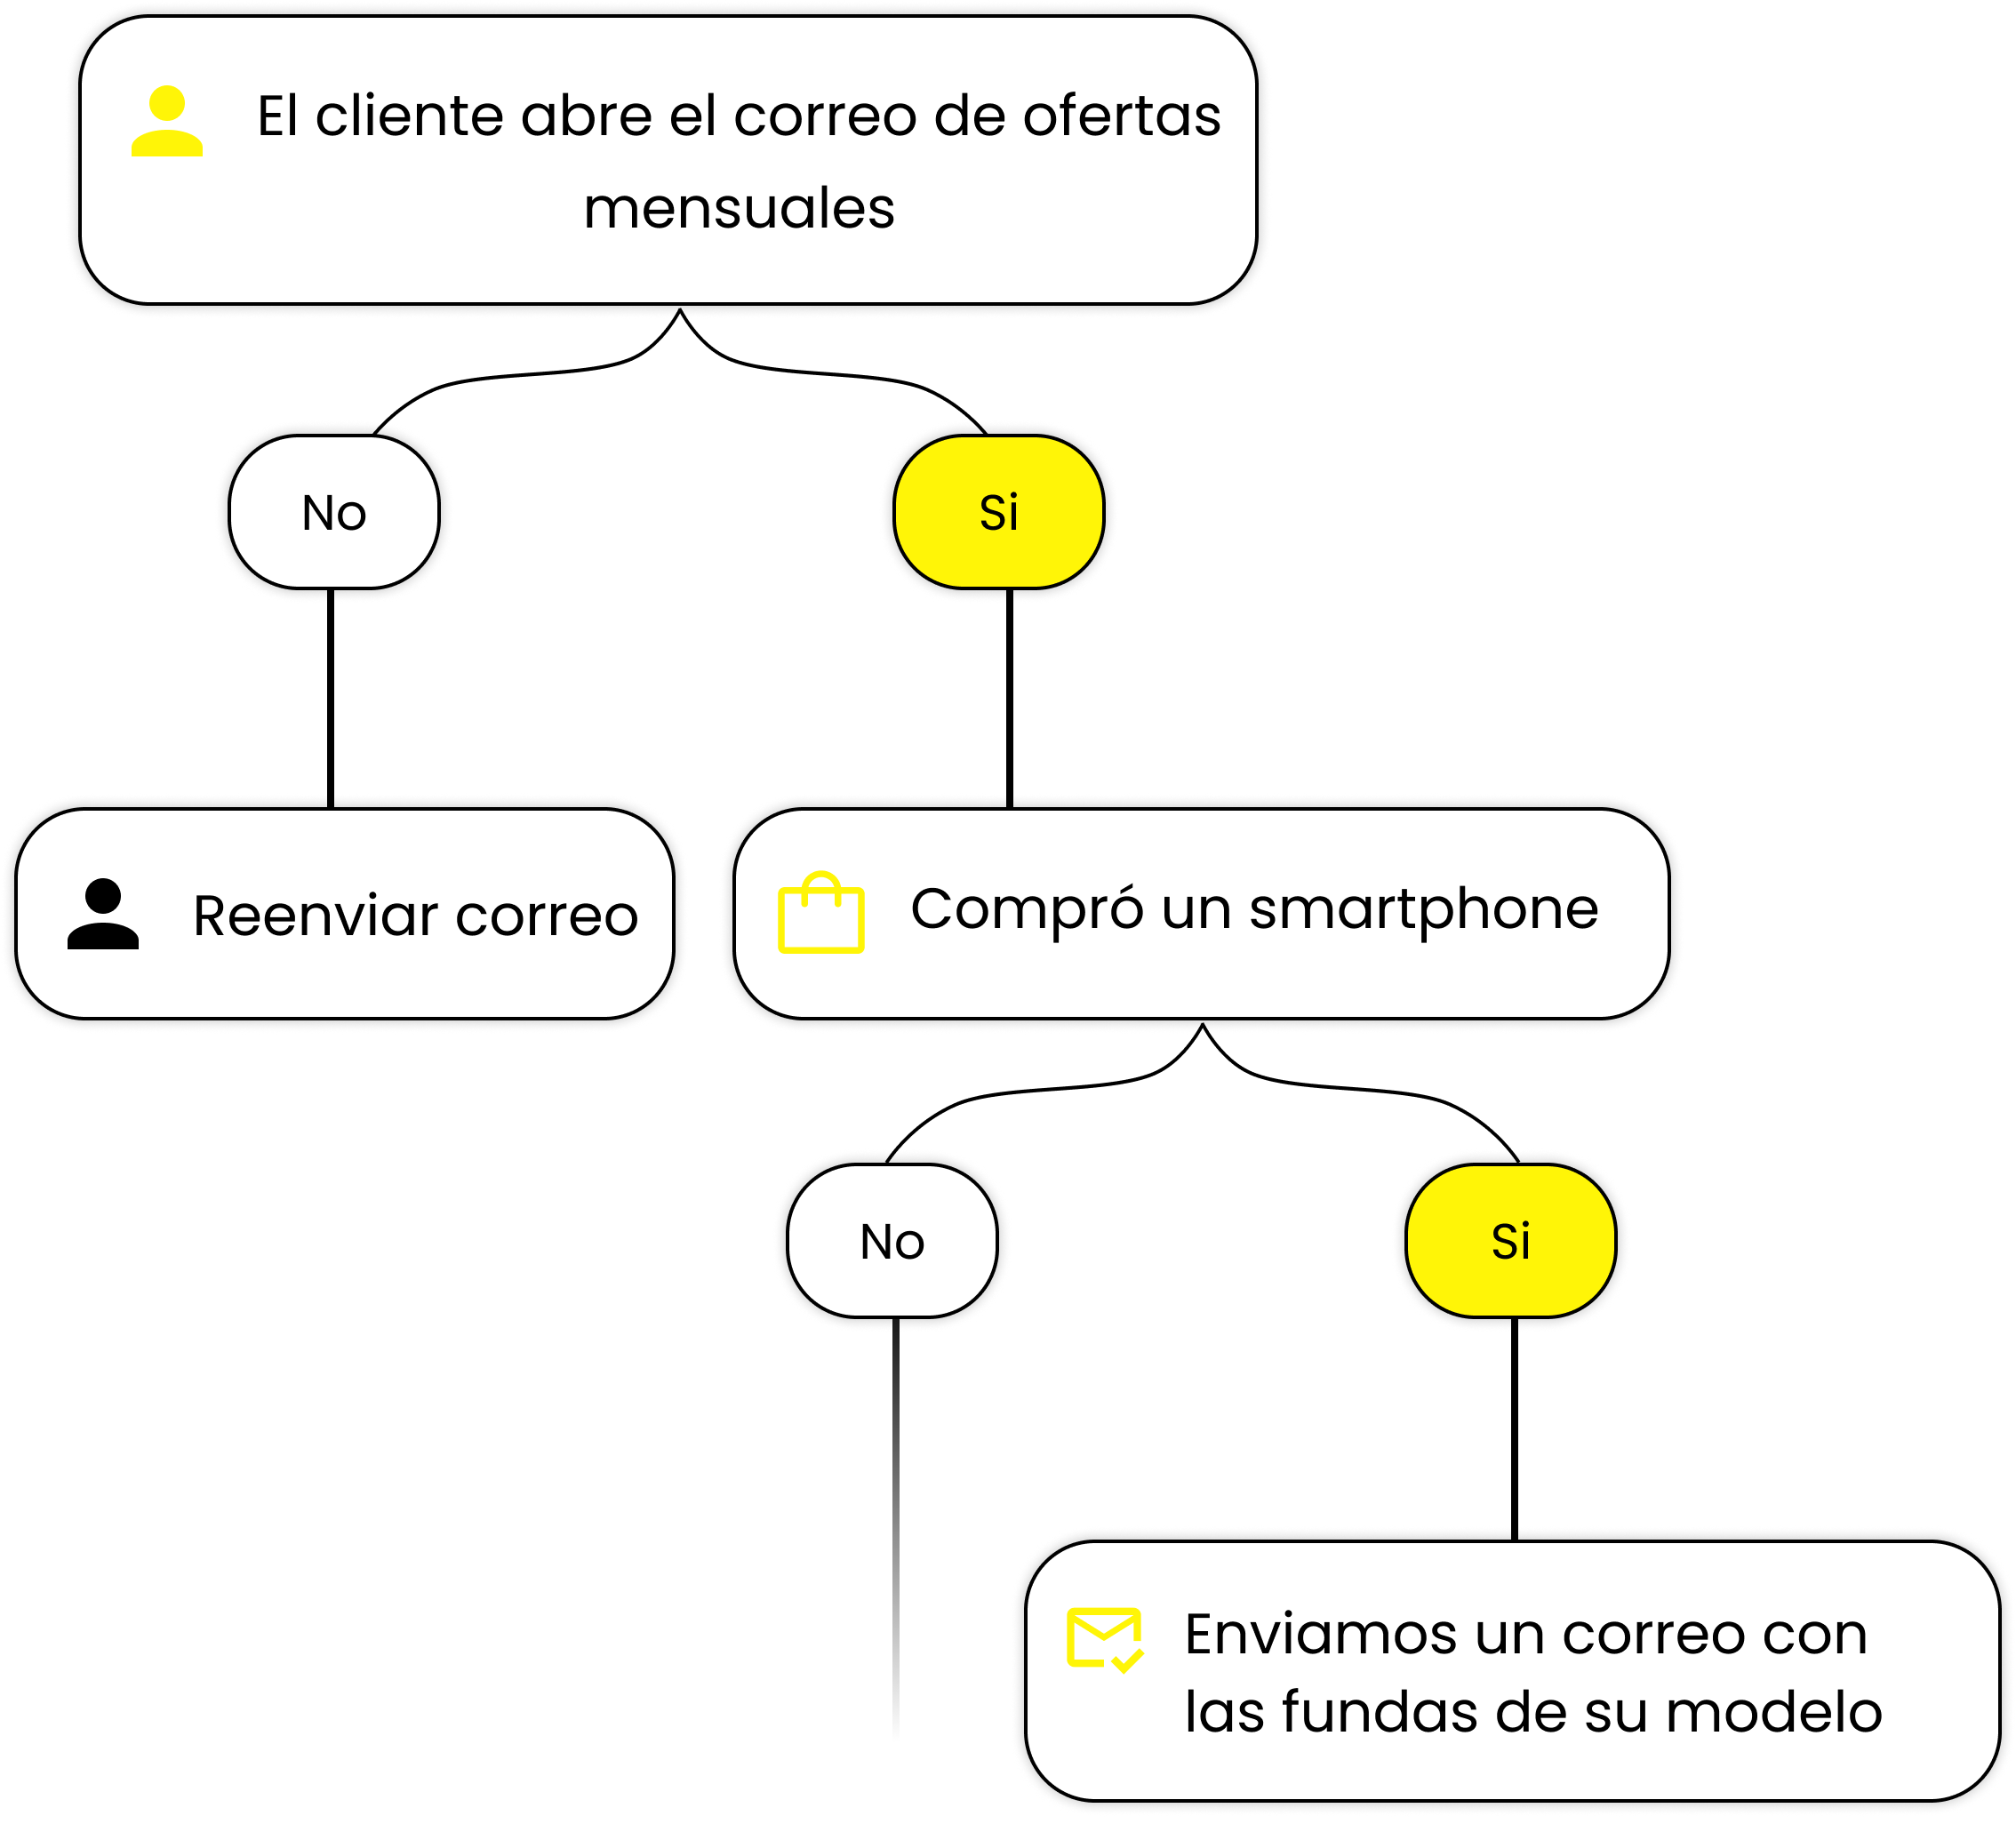 El cliente abre el correo de ofertas
mensuales
No
Si
Reenviar correo
Compró un smartphone
No
Si
Enviamos un correo con
las fundas de su modelo